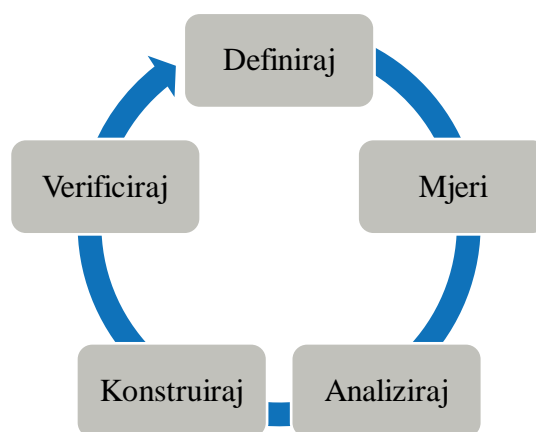 Definiraj
Mjeri
Analiziraj
Konstruiraj
Verificiraj